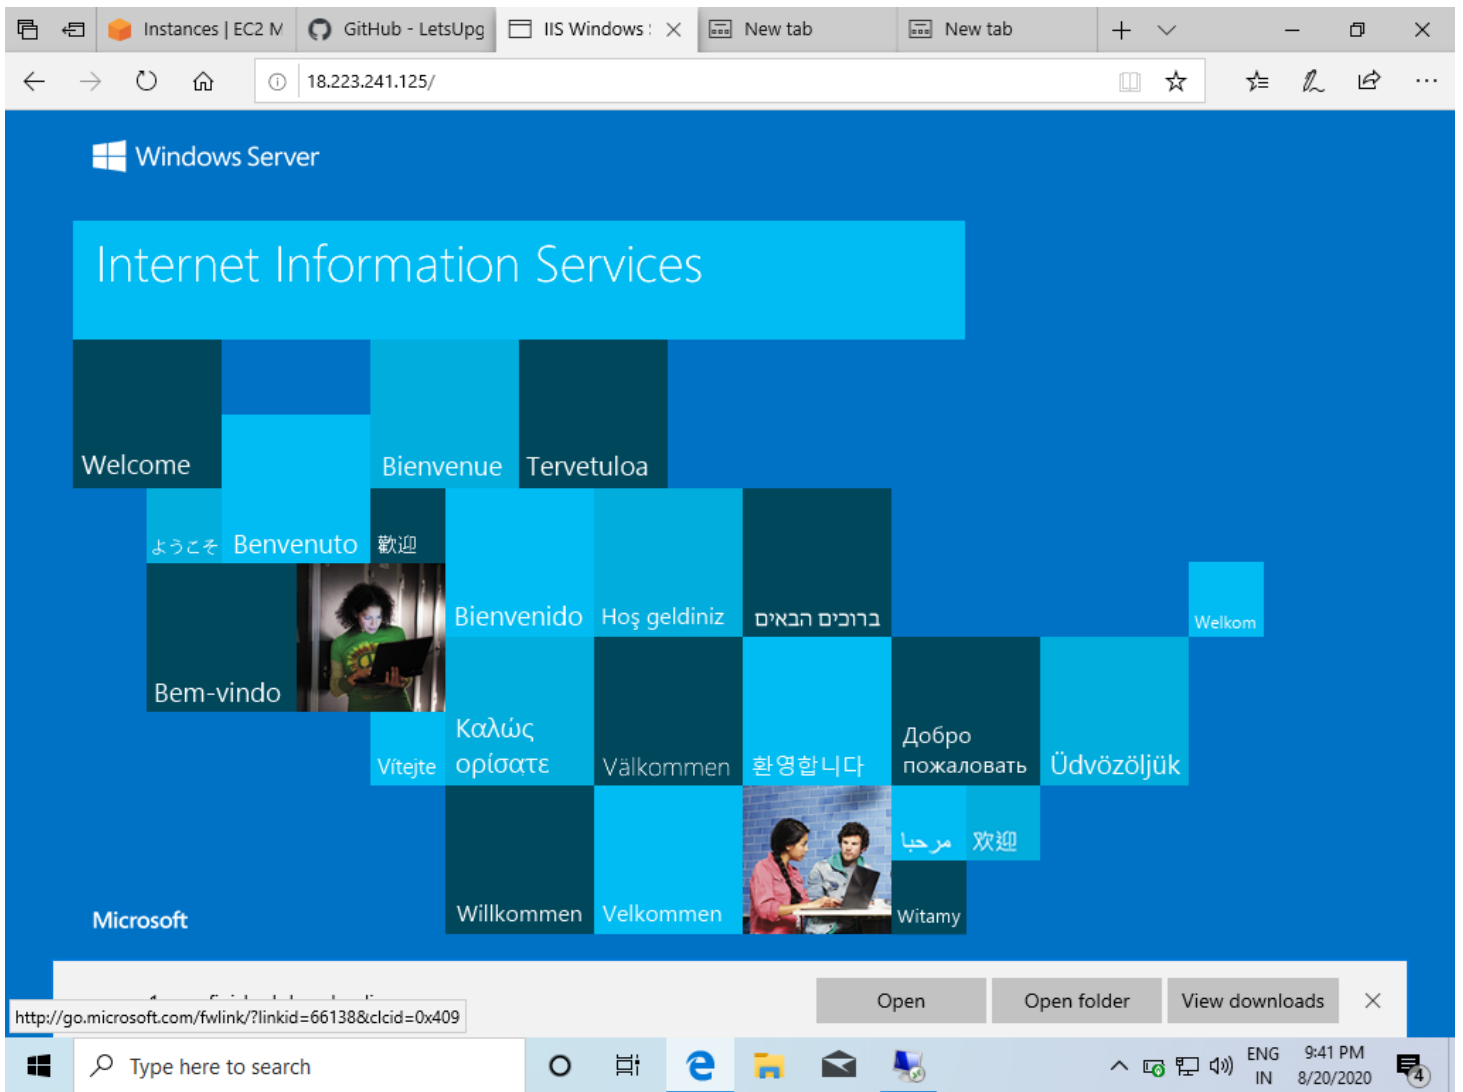 Instances | EC2 M
GitHub - LetsUpg
IIS Windows
New tab
New tab
18.223.241.125/
Windows Server
Internet Information Services
Welcome
Bienvenue
Tervetuloa
ようこそ
Benvenuto
歡迎
Bienvenido
Hoş geldiniz
ברוכים הבאים
Welkom
Bem-vindo
Vítejte
Καλώς
ορίσατε
Välkommen
환영합니다
Добро
пожаловать
Üdvözöljük
مرحبا
欢迎
Willkommen
Velkommen
Witamy
Microsoft
Open
Open folder
View downloads
http://go.microsoft.com/fwlink/?linkid=66138&clcid=0x409
Type here to search
ENG
IN
9:41 PM
8/20/2020
4